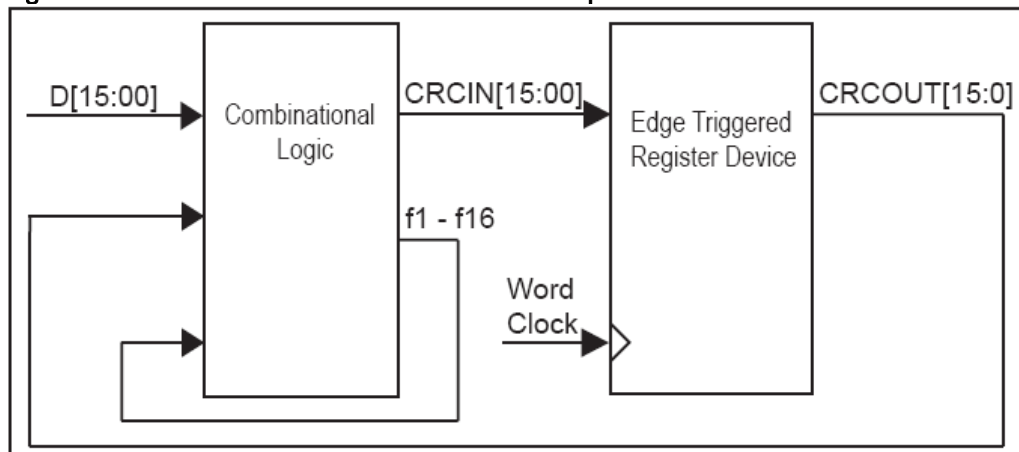 D[15:00]
Combinational
Logic
CRCIN[15:00]
f1 - f16
Edge Triggered
Register Device
Word
Clock
CRCOUT[15:0]